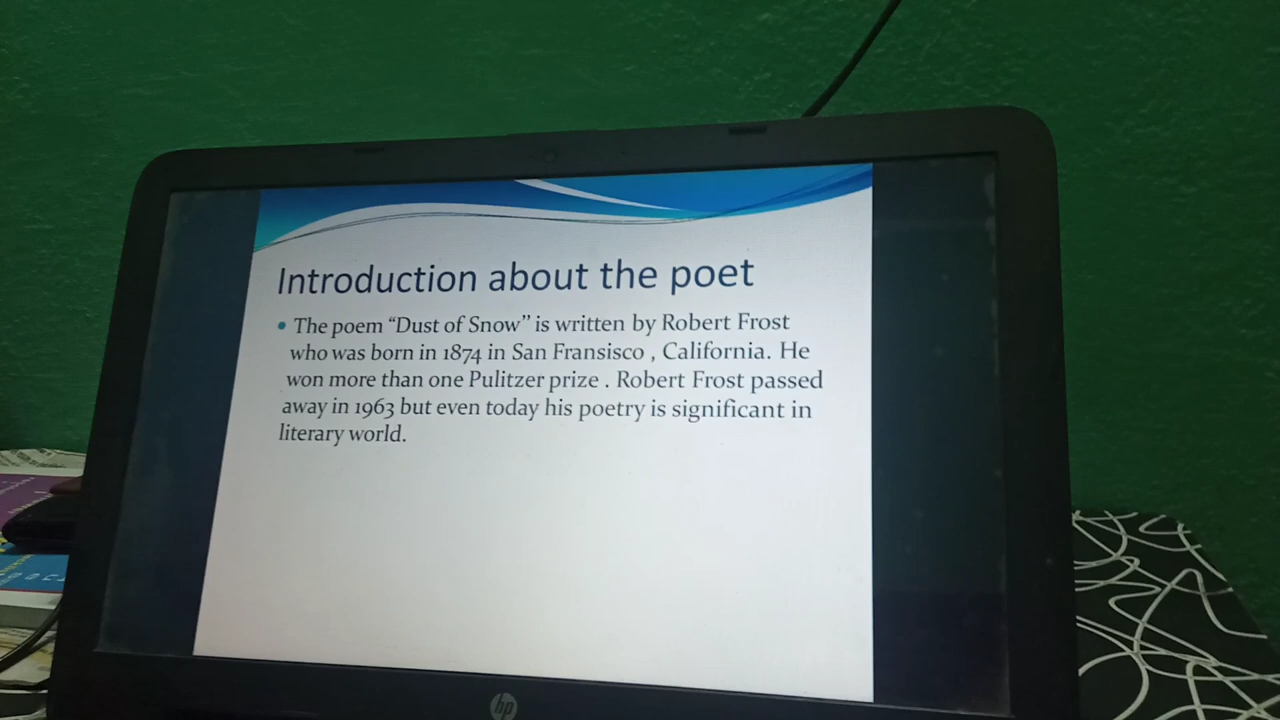 Introduction about the poet
• The poem “Dust of Snow” is written by Robert Frost
who was born in 1874 in San Fransisco , California. He
won more than one Pulitzer prize . Robert Frost passed
away in 1963 but even today his poetry is significant in
literary world.
hp